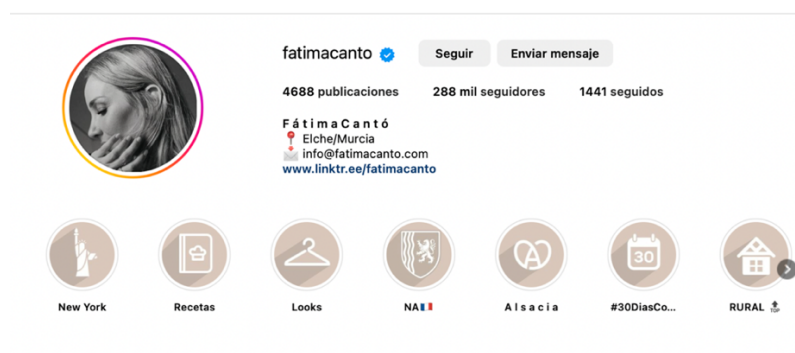 fatimacanto Seguir Enviar mensaje
4688 publicaciones 288 mil seguidores 1441 seguidos
F á t i m a C a n t ó
📍 Elche/Murcia
📩 info@fatimacanto.com
www.linktr.ee/fatimacanto
30
New York Recetas Looks NA🇫🇷 A l s a c i a #30DiasCo... RURAL 🔝